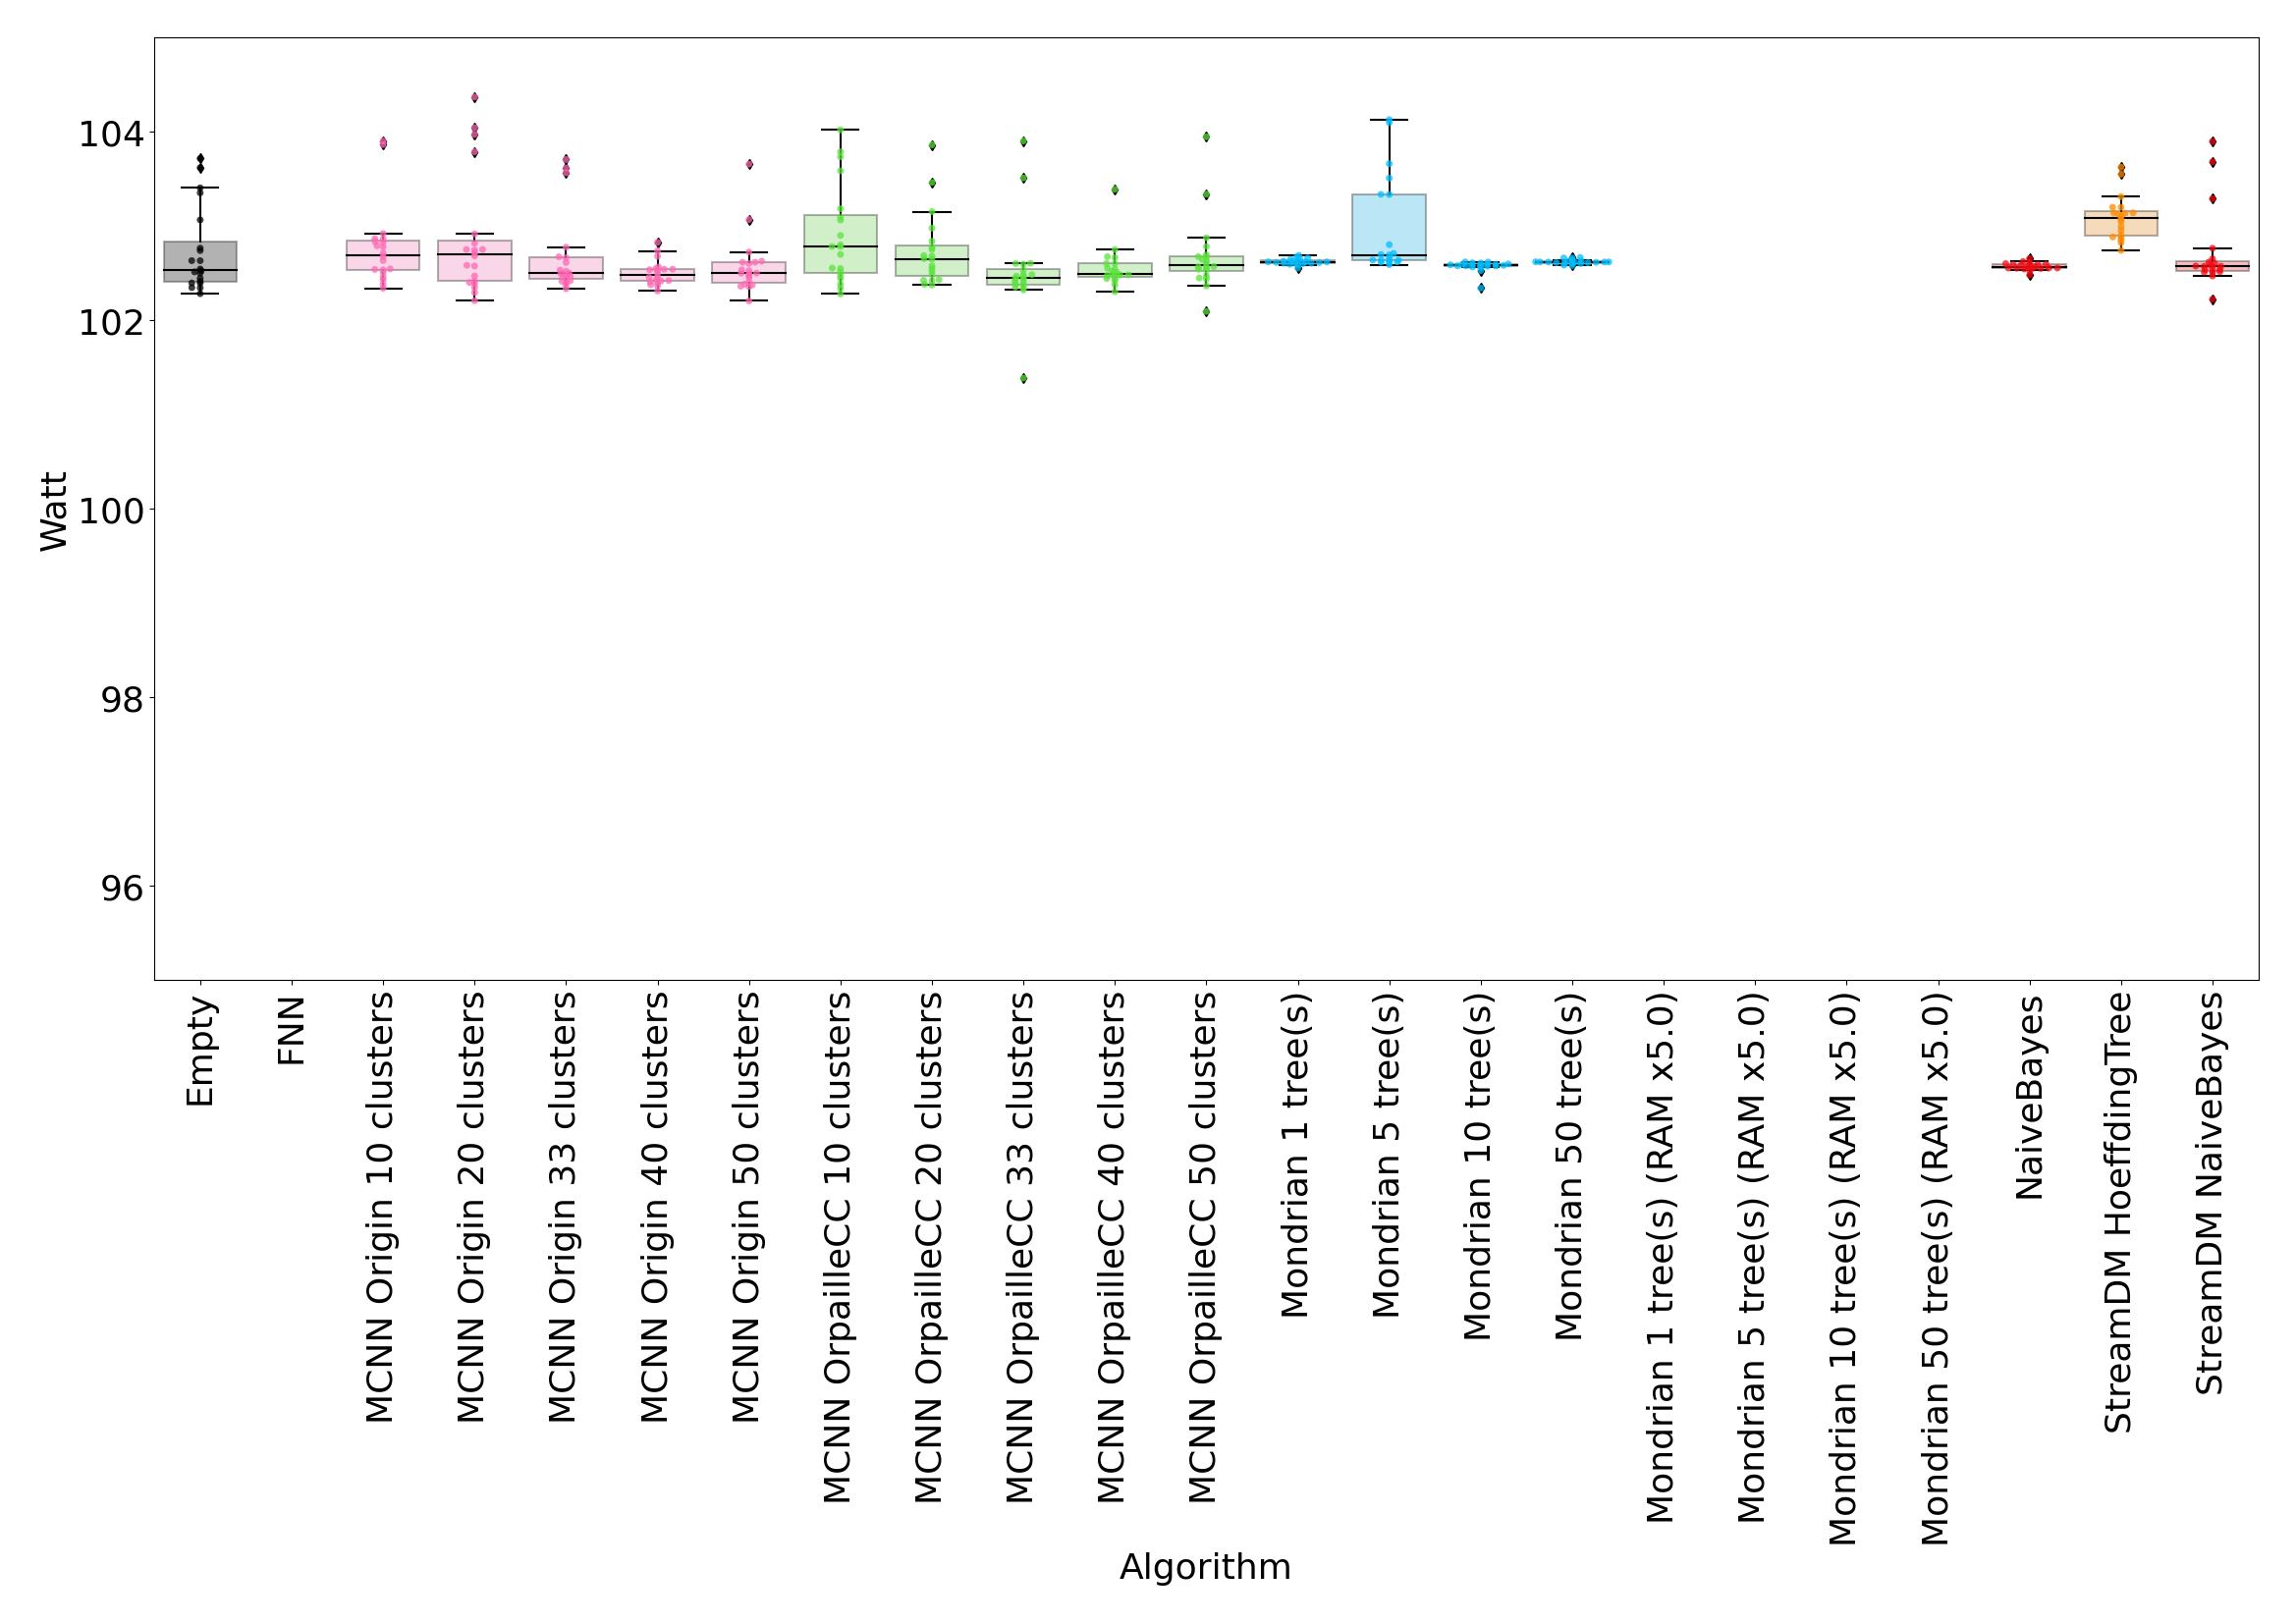 104
102
100
98
96
Watt
Empty
FNN
MCNN Origin 10 clusters
MCNN Origin 20 clusters
MCNN Origin 33 clusters
MCNN Origin 40 clusters
MCNN Origin 50 clusters
MCNN OrpailleCC 10 clusters
MCNN OrpailleCC 20 clusters
MCNN OrpailleCC 33 clusters
MCNN OrpailleCC 40 clusters
MCNN OrpailleCC 50 clusters
Mondrian 1 tree(s)
Mondrian 5 tree(s)
Mondrian 10 tree(s)
Mondrian 50 tree(s)
Mondrian 1 tree(s) (RAM x5.0)
Mondrian 5 tree(s) (RAM x5.0)
Mondrian 10 tree(s) (RAM x5.0)
Mondrian 50 tree(s) (RAM x5.0)
NaiveBayes
StreamDM HoeffdingTree
StreamDM NaiveBayes
Algorithm